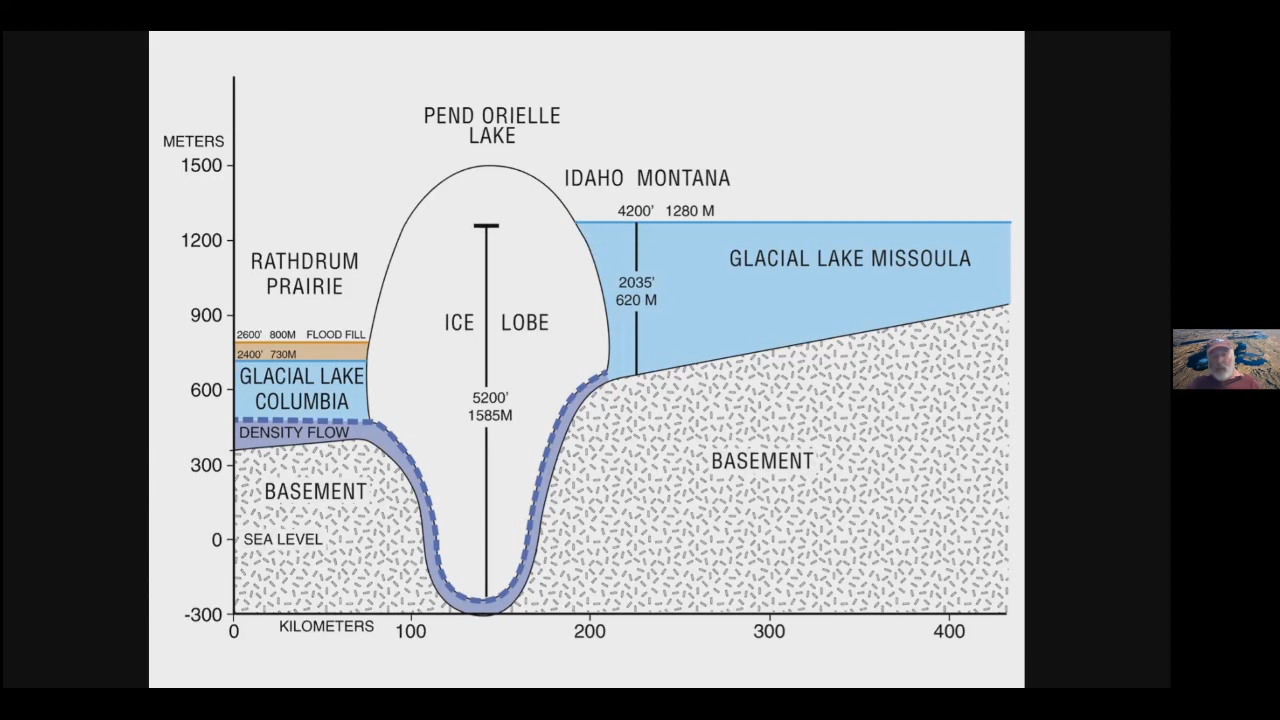 PEND ORIELLE
LAKE
METERS
1500
IDAHO MONTANA
4200' 1280 M
1200
RATHDRUM
PRAIRIE
GLACIAL LAKE MISSOULA
2035'
620 M
900
ICE LOBE
2600' 800M FLOOD FILL
2400' 730M
GLACIAL LAKE
COLUMBIA
600
5200'
1585M
DENSITY FLOW
300
BASEMENT
BASEMENT
0
SEA LEVEL
-300
0
KILOMETERS
100
200
300
400